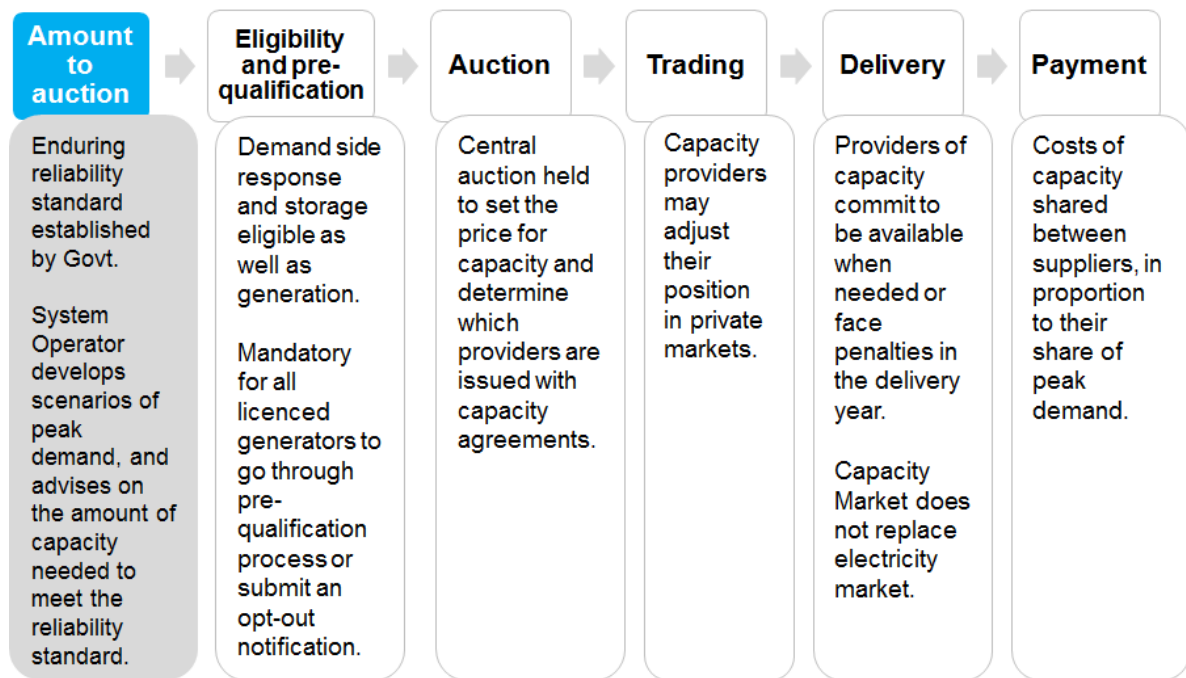 Amount
to
auction
Enduring
reliability
standard
established
by Govt.
System
Operator
develops
scenarios of
peak
demand, and
advises on
the amount of
capacity
needed to
meet the
reliability
standard.
Eligibility
and pre-
qualification
Demand side
response
and storage
eligible as
well as
generation.
Mandatory
for all
licenced
generators to
go through
pre-
qualification
process or
submit an
opt-out
notification.
Auction
Central
auction held
to set the
price for
capacity and
determine
which
providers are
issued with
capacity
agreements.
Trading
Capacity
providers
may
adjust
their
position
in private
markets.
Delivery
Providers of
capacity
commit to
be available
when
needed or
face
penalties in
the delivery
year.
Capacity
Market does
not replace
electricity
market.
Payment
Costs of
capacity
shared
between
suppliers, in
proportion
to their
share of
peak
demand.